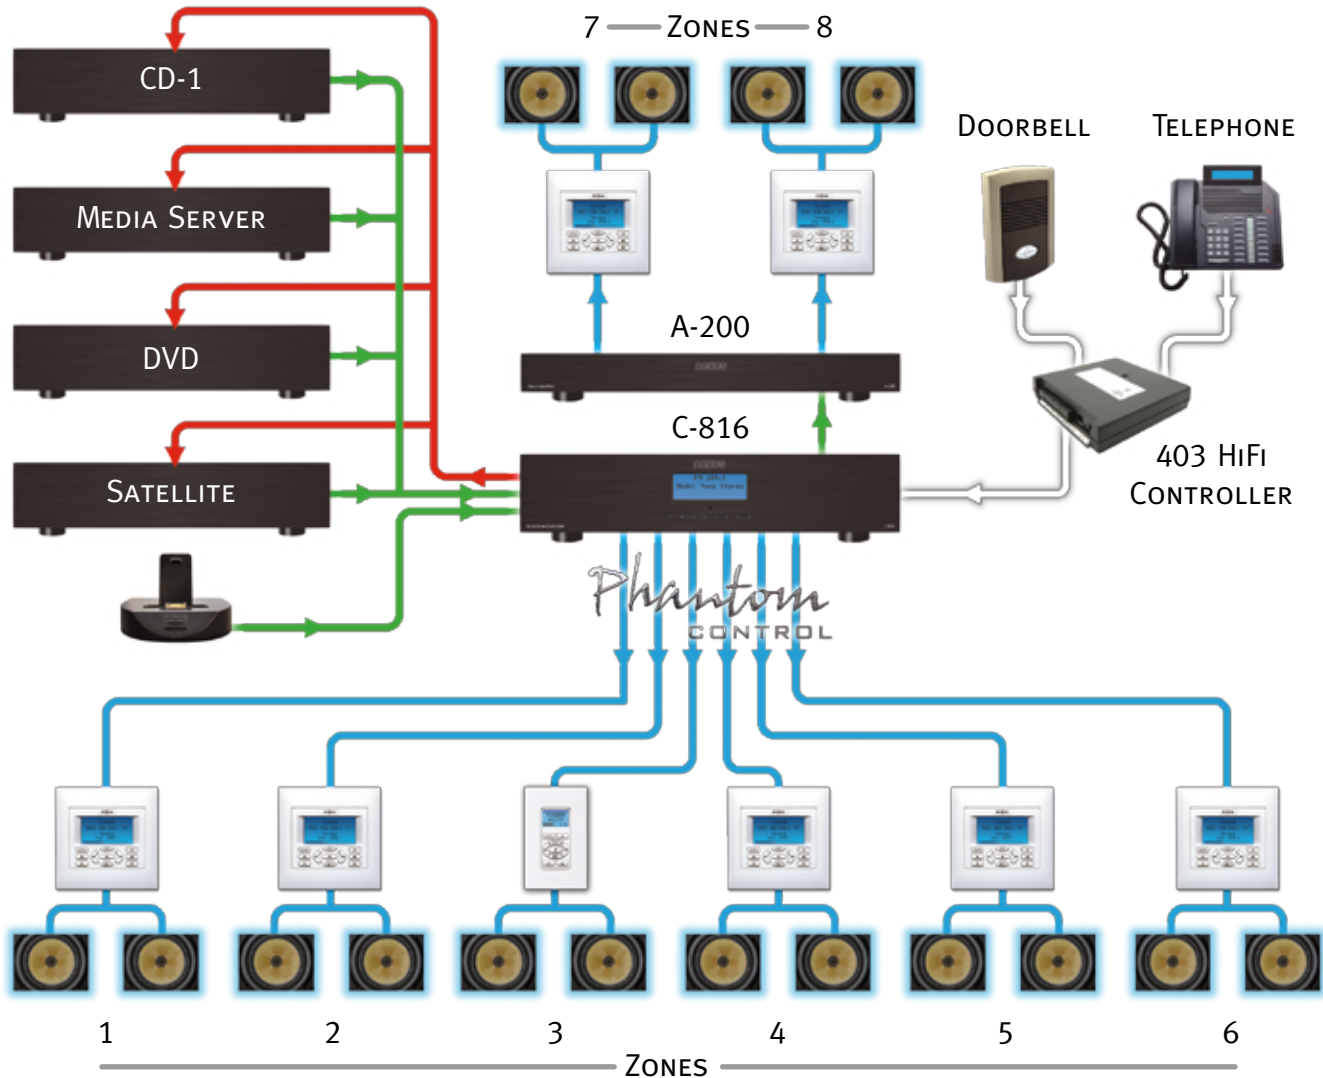 7 ZONES 8
CD-1
DOORBELL
TELEPHONE
MEDIA SERVER
A-200
DVD
C-816
403 HIFI
CONTROLLER
SATELLITE
Phantom
CONTROL
1 2 3 4 5 6
ZONES